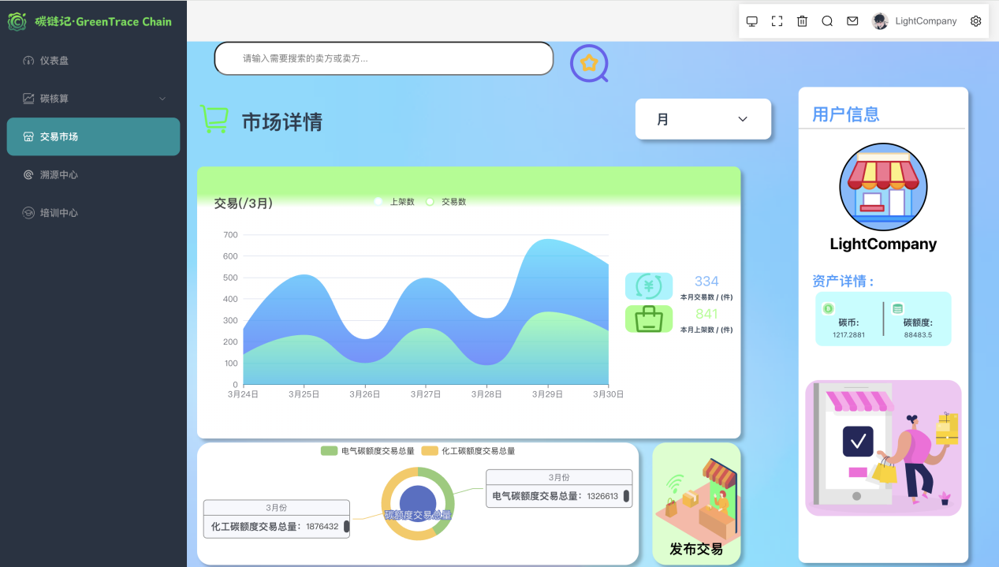 碳链记·GreenTrace Chain
LightCompany
仪表盘
碳核算
交易市场
溯源中心
培训中心
请输入需要搜索的卖方或卖方...
市场详情
月
交易(/3月)
上架数
交易数
700
600
500
400
300
200
100
0
3月24日
3月25日
3月26日
3月27日
3月28日
3月29日
3月30日
334
本月交易数 / (件)
841
本月上架数 / (件)
电气碳额度交易总量
化工碳额度交易总量
3月份
电气碳额度交易总量: 1326613
3月份
化工碳额度交易总量: 1876432
碳额度交易总量
发布交易
用户信息
LightCompany
资产详情 :
碳币:
1217.2881
碳额度:
88483.5